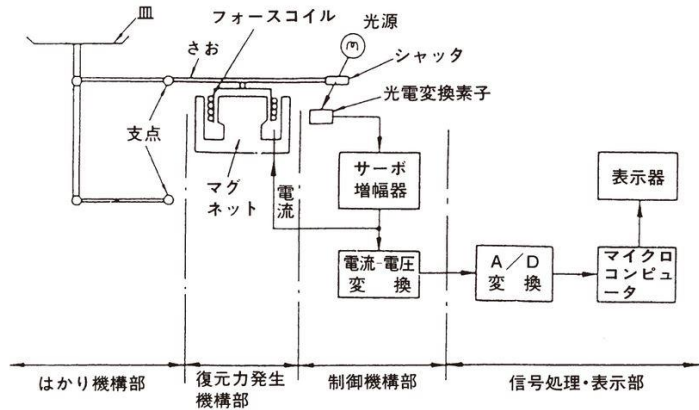 皿
フォースコイル
光源
さお
シャッタ
光電変換素子
支点
マグ
ネット
電流
サーボ
増幅器
表示器
電流-電圧
変換
A/D
変換
マイクロ
コンピュ
ータ
はかり機構部
復元力発生
機構部
制御機構部
信号処理・表示部